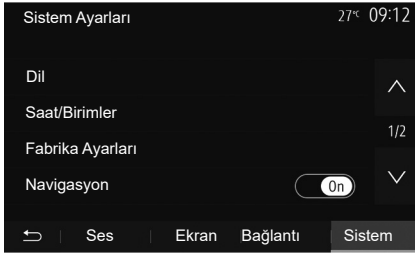 Sistem Ayarları 27°C 09:12
Dil
Saat/Birimler
1/2
Fabrika Ayarları
Navigasyon On
Ses Ekran Bağlantı Sistem